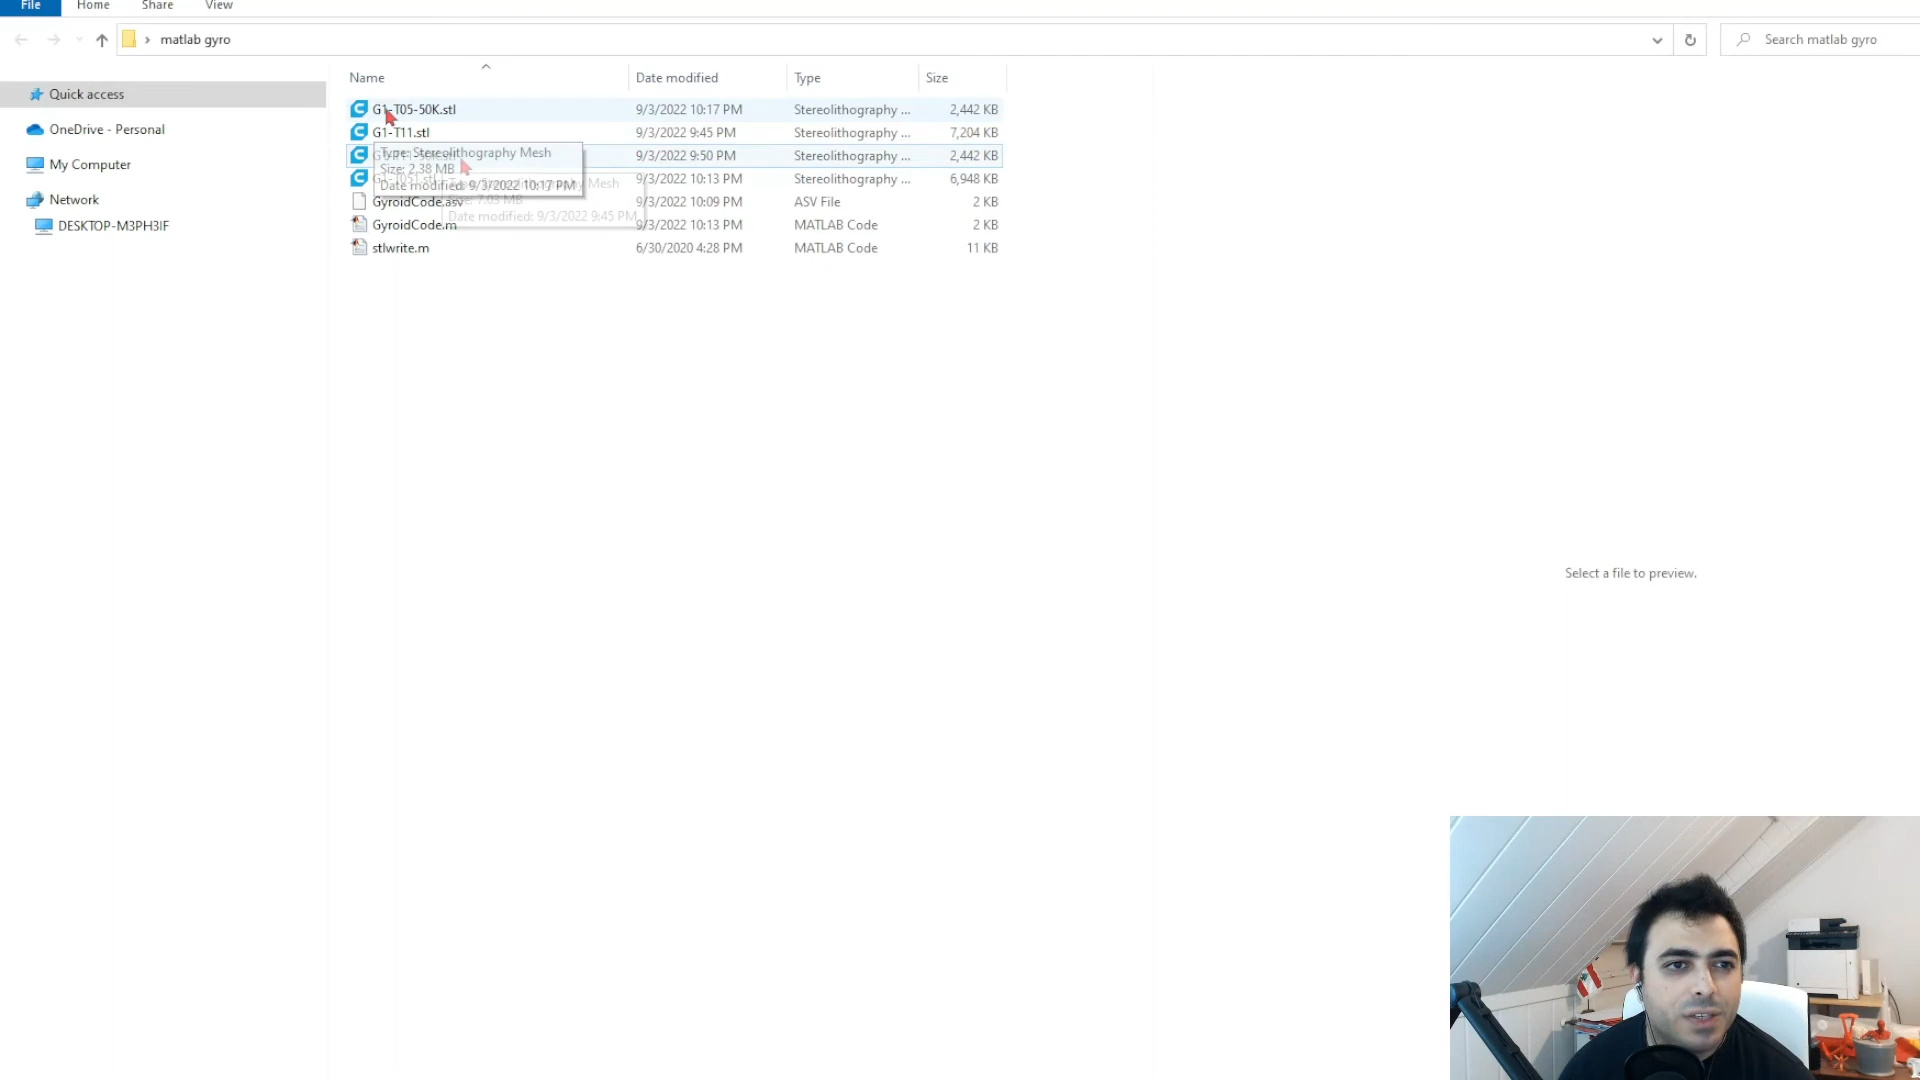 File Home Share View
matlab gyro Search matlab gyro
Name Date modified Type Size
Quick access
OneDrive - Personal
My Computer
Network
DESKTOP-M3PH3IF
G1-T05-50K.stl 9/3/2022 10:17 PM Stereolithography ... 2,442 KB
G1-T11.stl 9/3/2022 9:45 PM Stereolithography ... 7,204 KB
9/3/2022 9:50 PM Stereolithography ... 2,442 KB
9/3/2022 10:13 PM Stereolithography ... 6,948 KB
GyroidCode.asv 9/3/2022 10:09 PM ASV File 2 KB
GyroidCode.m 9/3/2022 10:13 PM MATLAB Code 2 KB
stlwrite.m 6/30/2020 4:28 PM MATLAB Code 11 KB
Type: Stereolithography Mesh
Size: 2,38 MB
Date modified: 9/3/2022 10:17 PM
Mesh
7.03 MB
Date modified: 9/3/2022 9:45 PM
Select a file to preview.